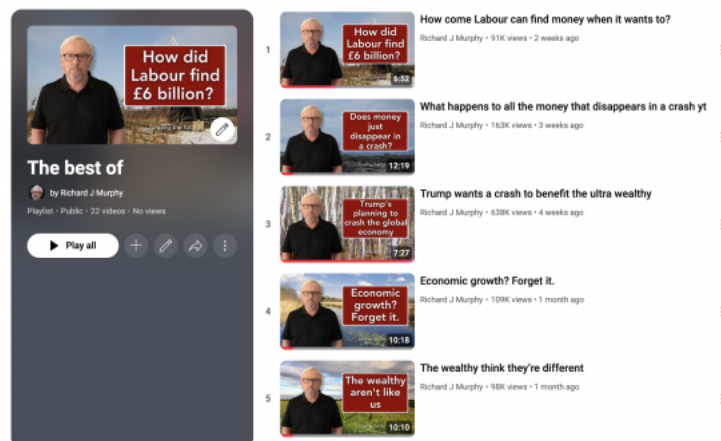 How did
Labour find
£6 billion?
The best of
by Richard J Murphy
Playlist • Public • 22 videos • No views
Play all
1
How come Labour can find money when it wants to?
Richard J Murphy • 91K views • 2 weeks ago
How did
Labour find
£6 billion?
6:52
2
What happens to all the money that disappears in a crash yt
Richard J Murphy • 163K views • 3 weeks ago
Does money
just
disappear in
a crash?
12:19
3
Trump wants a crash to benefit the ultra wealthy
Richard J Murphy • 638K views • 4 weeks ago
Trump's
planning to
crash the global
economy
7:27
4
Economic growth? Forget it.
Richard J Murphy • 109K views • 1 month ago
Economic
growth?
Forget it.
10:18
5
The wealthy think they're different
Richard J Murphy • 98K views • 1 month ago
The wealthy
aren't like
us
10:10